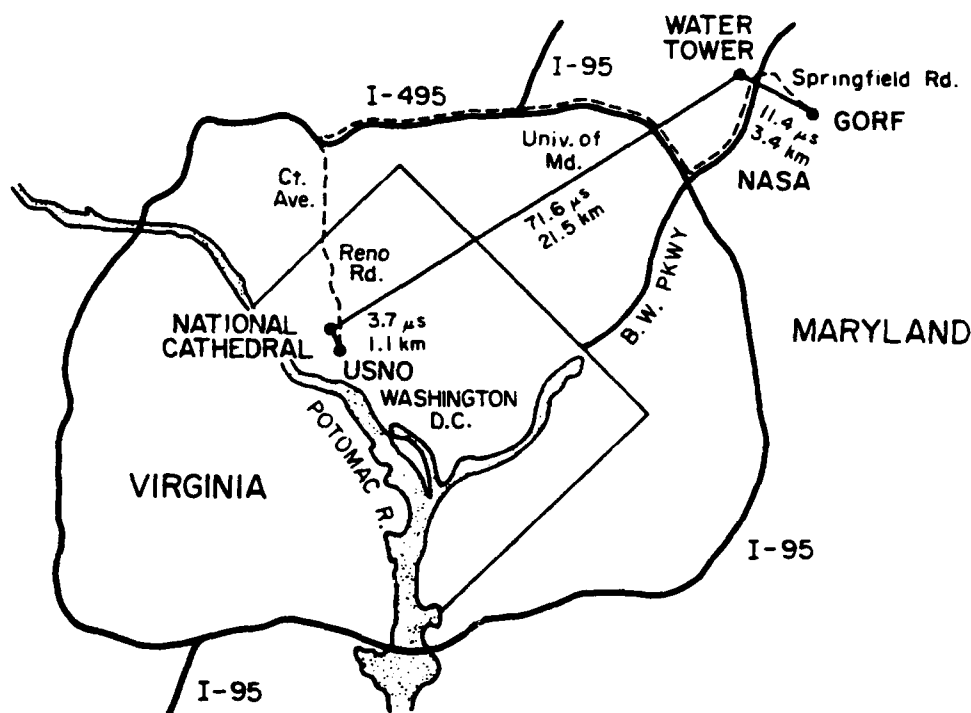 WATER
TOWER
I-95
Springfield Rd.
I-495
11.4 μs
3.4 km
GORF
Univ. of
Md.
NASA
Ct.
Ave.
71.6 μs
21.5 km
Reno
Rd.
B.W. PKWY
NATIONAL
CATHEDRAL
3.7 μs
1.1 km
USNO
MARYLAND
WASHINGTON
D.C.
POTOMAC R.
VIRGINIA
I-95
I-95